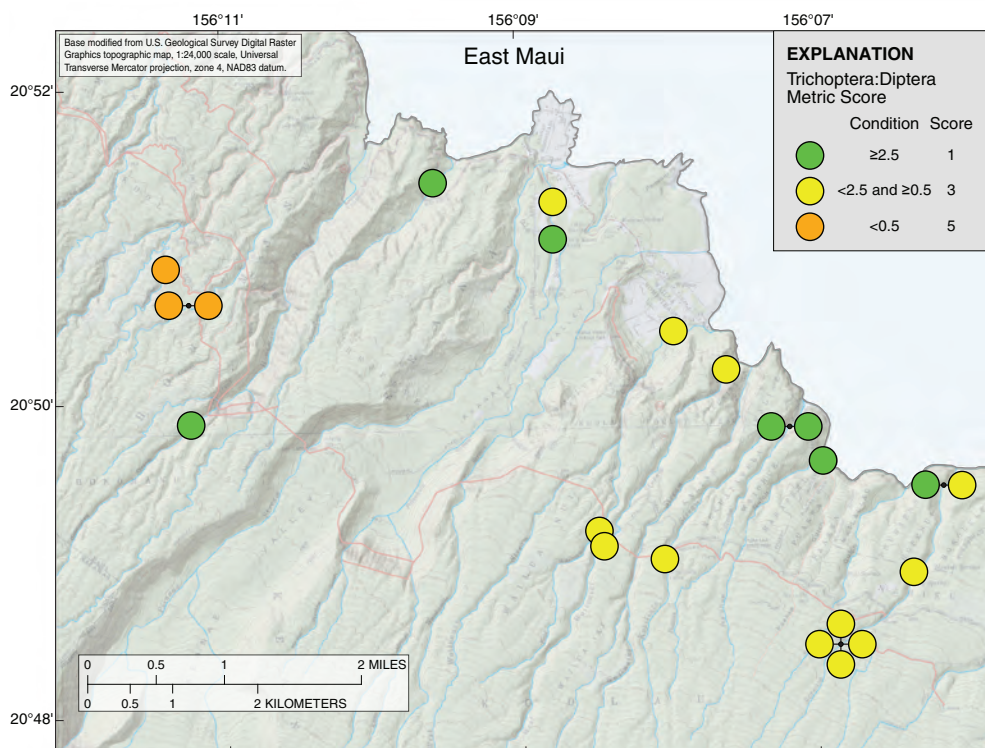 156°11' 156°09' 156°07'
Base modified from U.S. Geological Survey Digital Raster
Graphics topographic map, 1:24,000 scale, Universal
Transverse Mercator projection, zone 4, NAD83 datum.
East Maui
EXPLANATION
Trichoptera:Diptera
Metric Score
Condition Score
≥2.5 1
<2.5 and ≥0.5 3
<0.5 5
20°52'
20°50'
20°48'
0 0.5 1 2 MILES
0 0.5 1 2 KILOMETERS